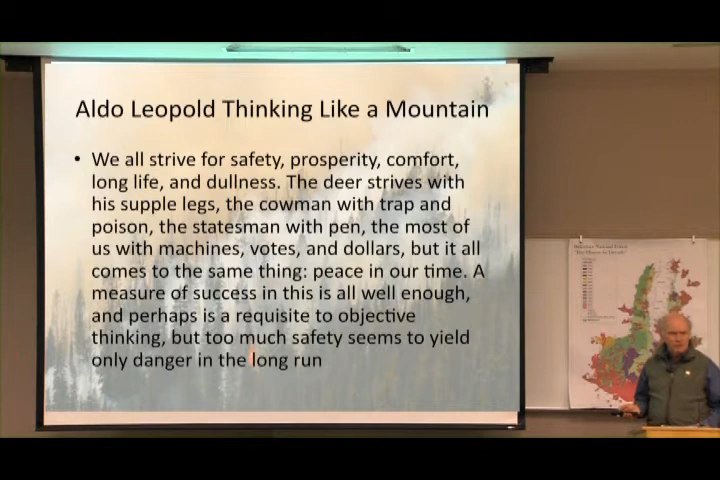 Aldo Leopold Thinking Like a Mountain
• We all strive for safety, prosperity, comfort,
long life, and dullness. The deer strives with
his supple legs, the cowman with trap and
poison, the statesman with pen, the most of
us with machines, votes, and dollars, but it all
comes to the same thing: peace in our time. A
measure of success in this is all well enough,
and perhaps is a requisite to objective
thinking, but too much safety seems to yield
only danger in the long run